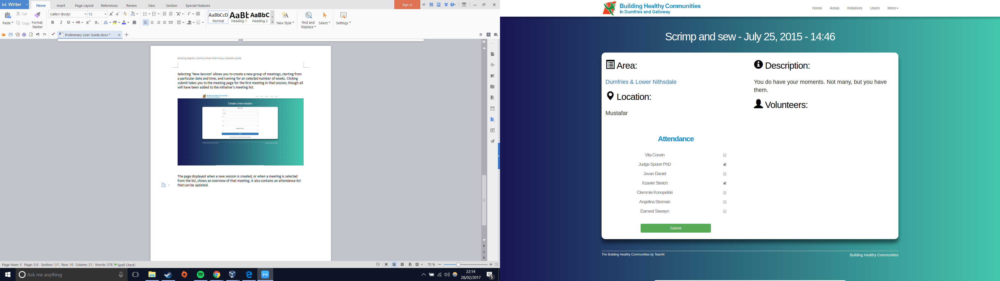 Writer
Home
Insert
Page Layout
References
Review
View
Section
Special Features
Sign in
Paste
Cut
Copy
Format
Painter
Calibri (Body)
12
AaBbCcD
Normal
AaBb
Heading 1
AaBbC
Heading 2
New Style
Find and
Replace
Select
Settings
Preliminary User Guide.docx *
Building Healthy Communities Preliminary Website Guide
Selecting ‘New Session’ allows you to create a new group of meetings, starting from
a particular date and time, and running for an selected number of weeks. Clicking
submit takes you to the meeting page for the first meeting in that session, though all
will have been added to the initiative’s meeting list.
Building Healthy Communities
in Dumfries and Galloway
Create a new session
The page displayed when a new session is created, or when a meeting is selected
from the list, shows an overview of that meeting. It also contains an attendance list
that can be updated.
Page Num: 5 Page: 5/5 Section: 1/1 Row: 10 Column: 21 Words: 578 Spell Check
70 %
Ask me anything
22:14
28/02/2017
5
Building Healthy Communities
in Dumfries and Galloway
Home
Areas
Initiatives
Users
More
Scrimp and sew - July 25, 2015 - 14:46
Area:
Dumfries & Lower Nithsdale
Location:
Mustafar
Description:
You do have your moments. Not many, but you have
them.
Volunteers:
Attendance
Vita Corwin
Judge Sporer PhD
Jovan Daniel
Xzavier Streich
Clemmie Konopelski
Angelina Stroman
Earnest Sawayn
Submit
The Building Healthy Communities by TeamN
Building Healthy Communities